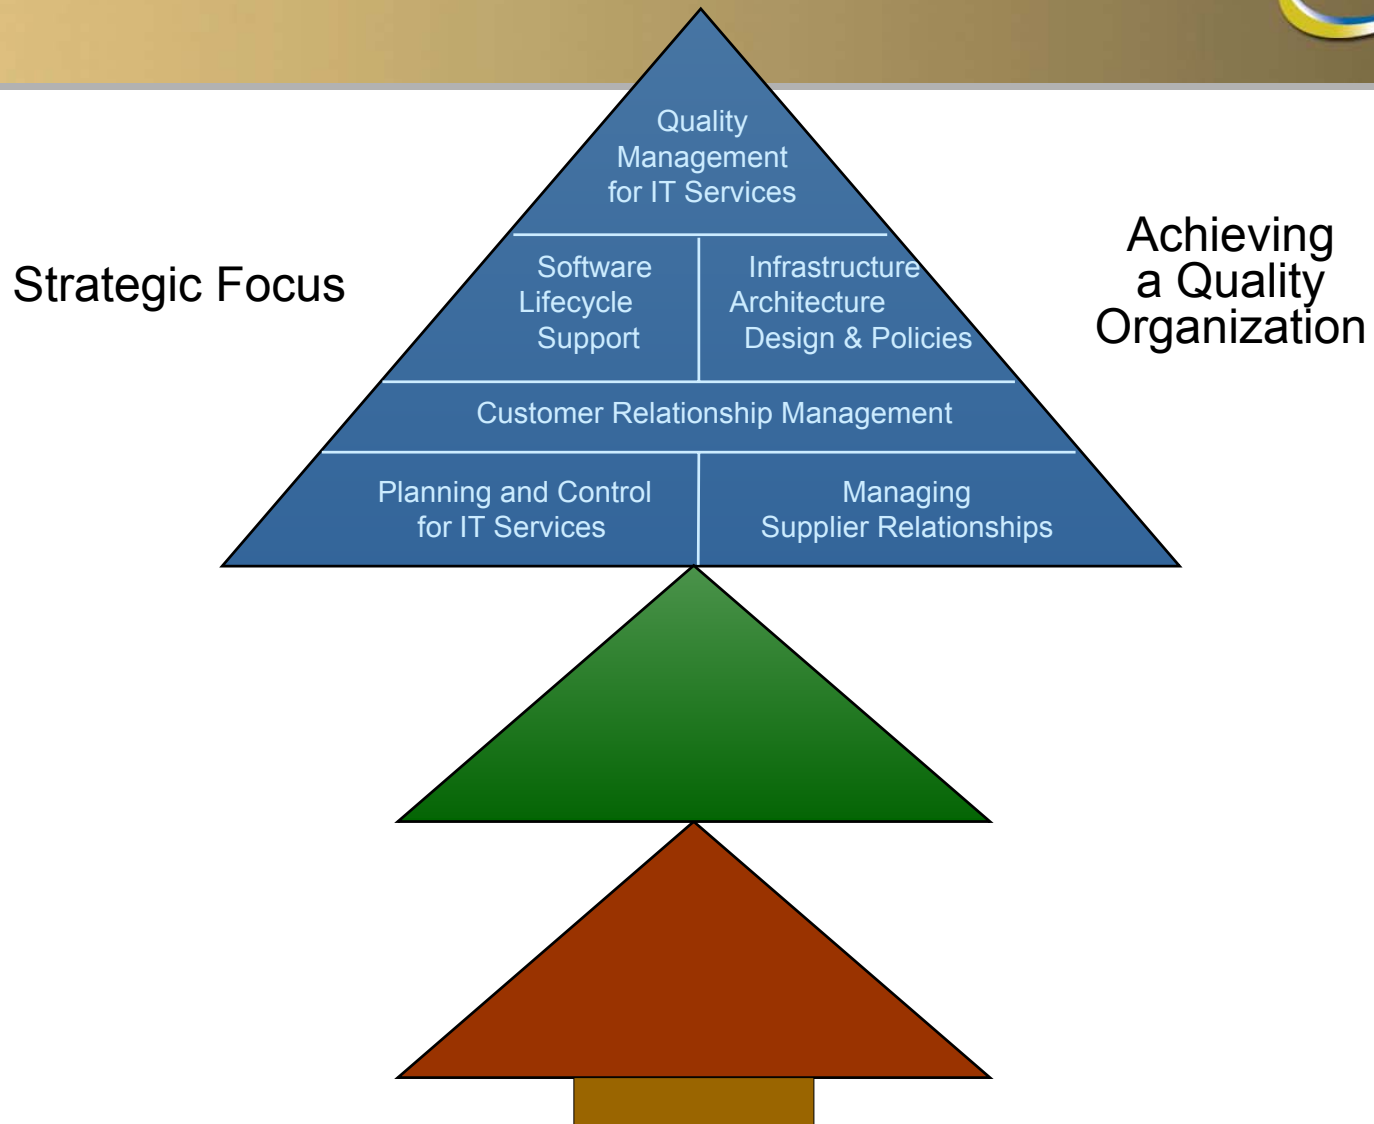 Quality
Management
for IT Services
Strategic Focus
Achieving
a Quality
Organization
Software
Lifecycle
Support
Infrastructure
Architecture
Design & Policies
Customer Relationship Management
Planning and Control
for IT Services
Managing
Supplier Relationships